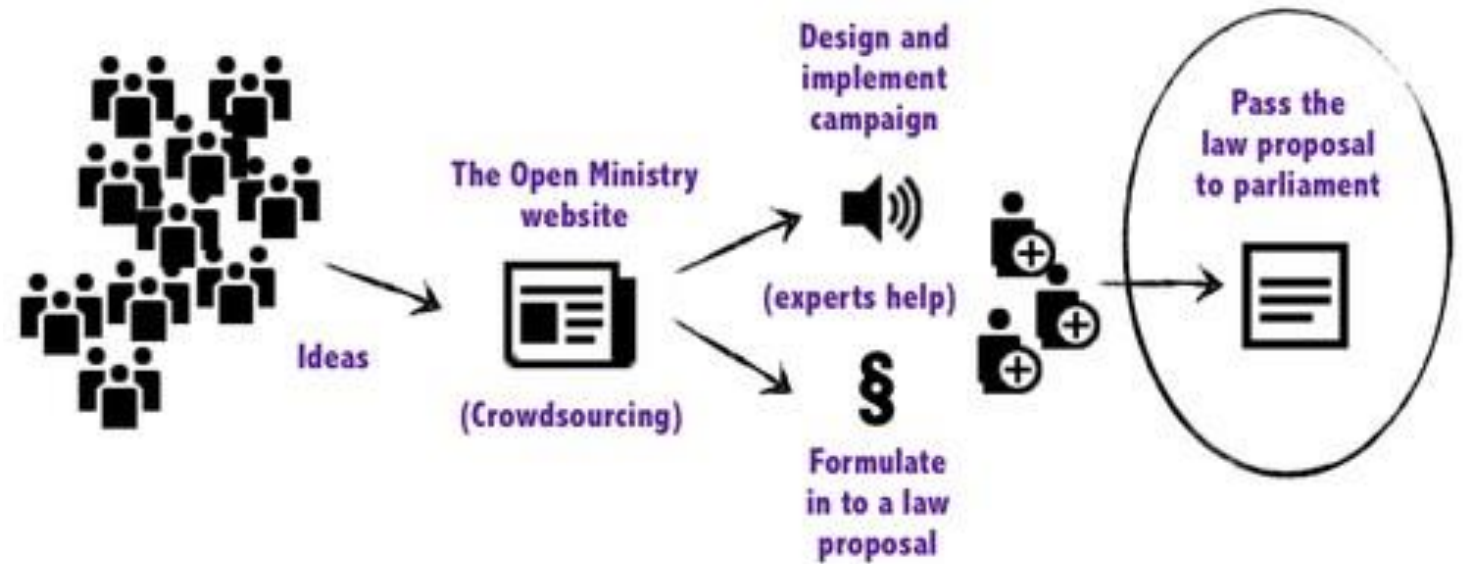 Ideas
The Open Ministry
website
(Crowdsourcing)
Design and
implement
campaign
(experts help)
§
Formulate
in to a law
proposal
Pass the
law proposal
to parliament